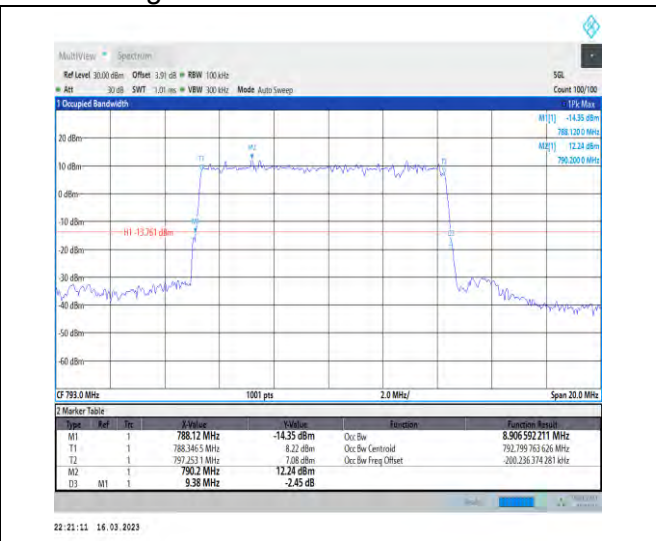 MultiView Spectrum
Ref Level 30.00 dBm Offset 3.91 dB RBW 100 kHz SGL
Att 30 dB SWT 1.01 ms VBW 300 kHz Mode Auto Sweep Count 100/100
1 Occupied Bandwidth 1Pk Max
M1[1] -14.35 dBm
788.120 0 MHz
M2[1] 12.24 dBm
790.200 0 MHz
20 dBm
M2
T1
10 dBm
0 dBm
-10 dBm
H1 -13.761 dBm
-20 dBm
-30 dBm
-40 dBm
-50 dBm
-60 dBm
CF 793.0 MHz 1001 pts 2.0 MHz/ Span 20.0 MHz
2 Marker Table
Type Ref Trc X-Value Y-Value Function Function Result
M1 1 788.12 MHz -14.35 dBm Occ Bw 8.906 592 211 MHz
T1 1 788.346 5 MHz 8.22 dBm Occ Bw Centroid 792.799 763 626 MHz
T2 1 797.253 1 MHz 7.08 dBm Occ Bw Freq Offset -200.236 374 281 kHz
M2 1 790.2 MHz 12.24 dBm
D3 M1 1 9.38 MHz -2.45 dB
22:21:11 16.03.2023